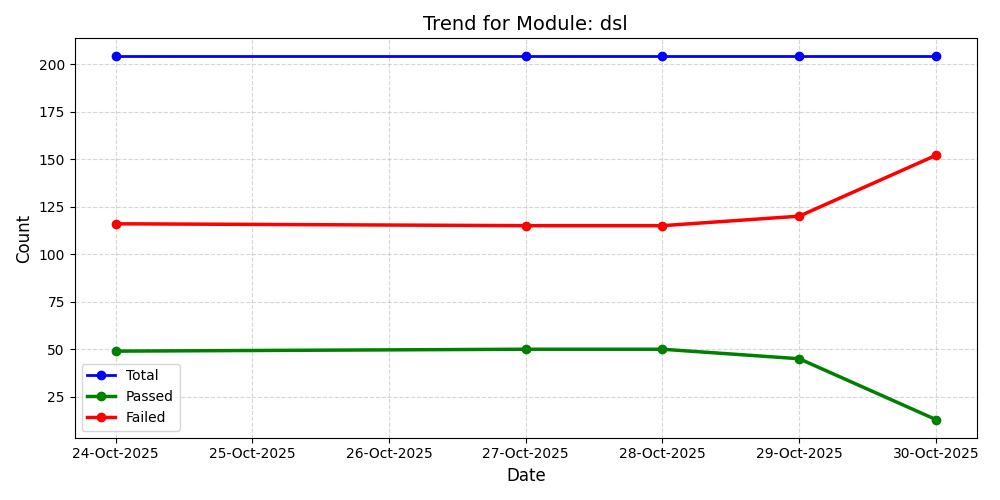 Trend for Module: dsl
Count
200
175
150
125
100
75
50
25
Total
Passed
Failed
24-Oct-2025 25-Oct-2025 26-Oct-2025 27-Oct-2025 28-Oct-2025 29-Oct-2025 30-Oct-2025
Date